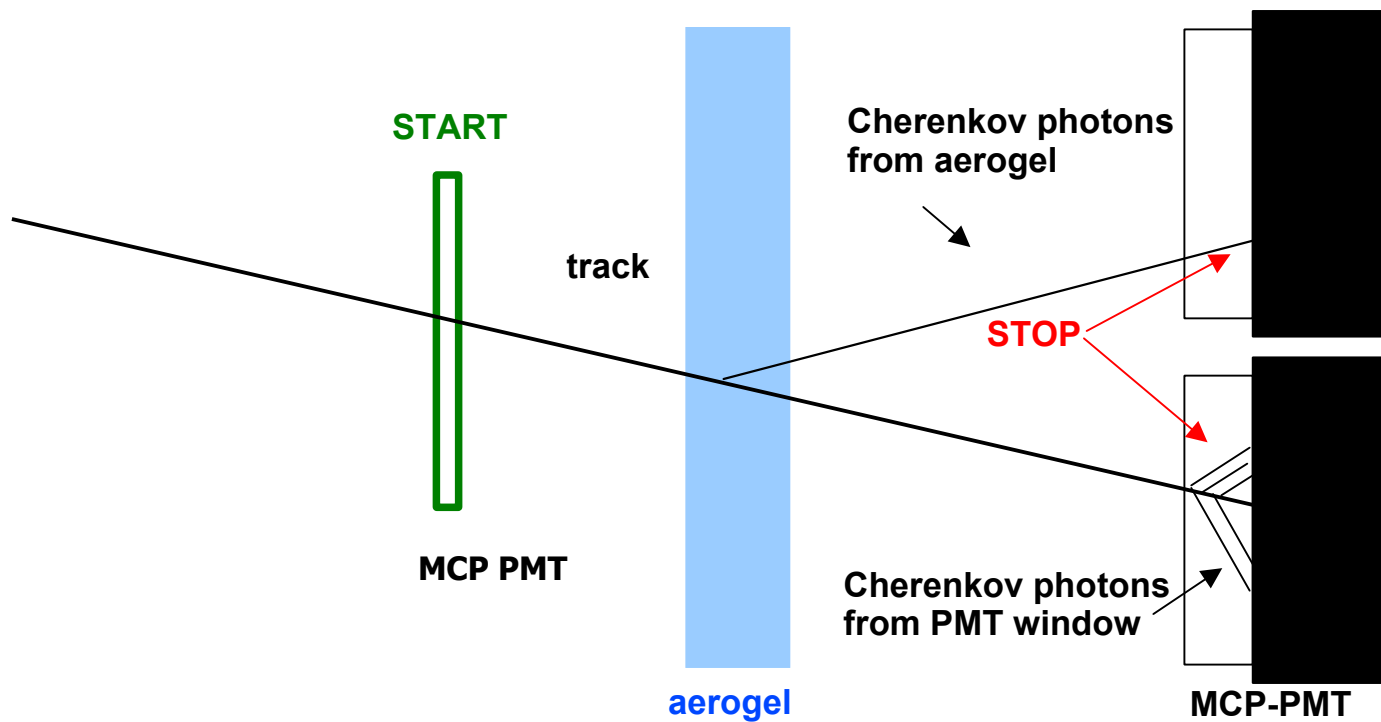 START
Cherenkov photons
from aerogel
track
STOP
MCP PMT
Cherenkov photons
from PMT window
aerogel
MCP-PMT